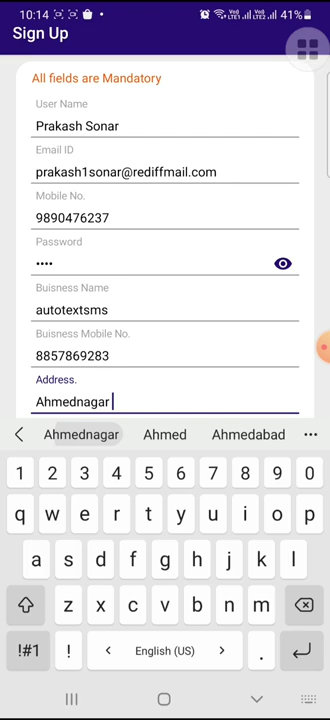 10:14 41%
Sign Up
All fields are Mandatory
User Name
Prakash Sonar
Email ID
prakash1sonar@rediffmail.com
Mobile No.
9890476237
Password
••••
Buisness Name
autotextsms
Buisness Mobile No.
8857869283
Address.
Ahmednagar
Ahmednagar Ahmed Ahmedabad
1 2 3 4 5 6 7 8 9 0
q w e r t y u i o p
a s d f g h j k l
z x c v b n m
!#1 ! English (US) .